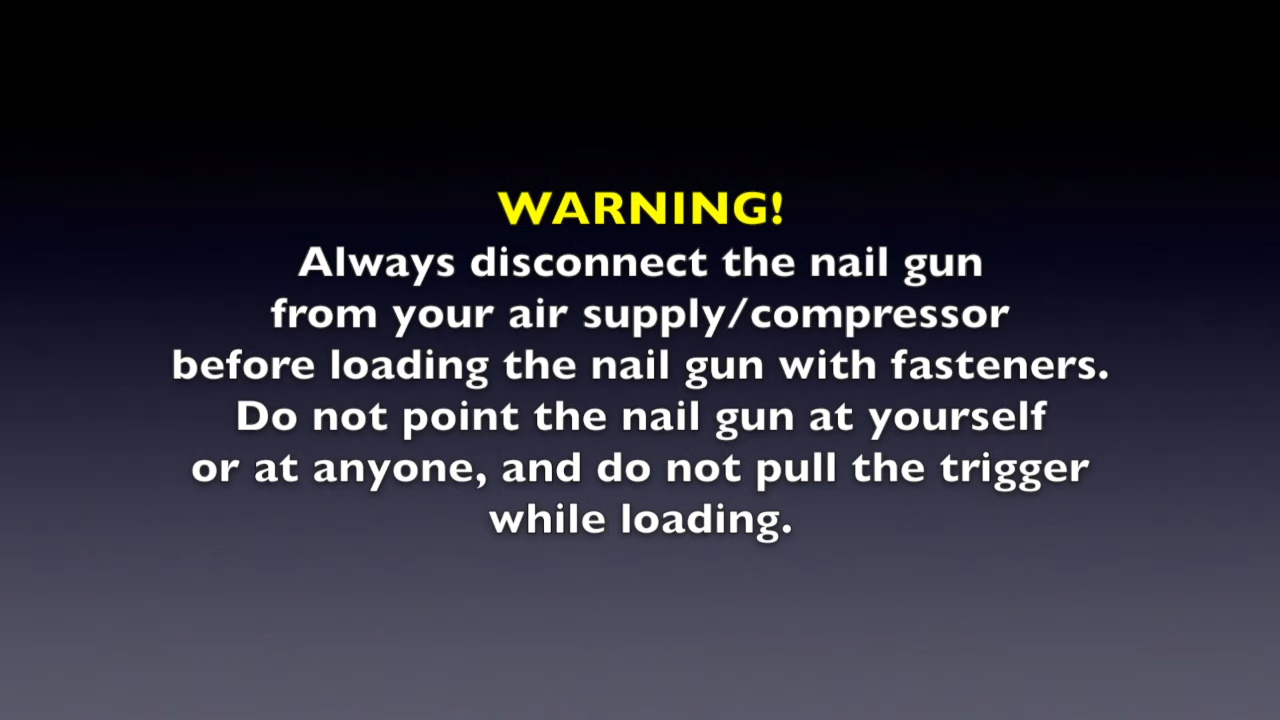 WARNING!
Always disconnect the nail gun
from your air supply/compressor
before loading the nail gun with fasteners.
Do not point the nail gun at yourself
or at anyone, and do not pull the trigger
while loading.